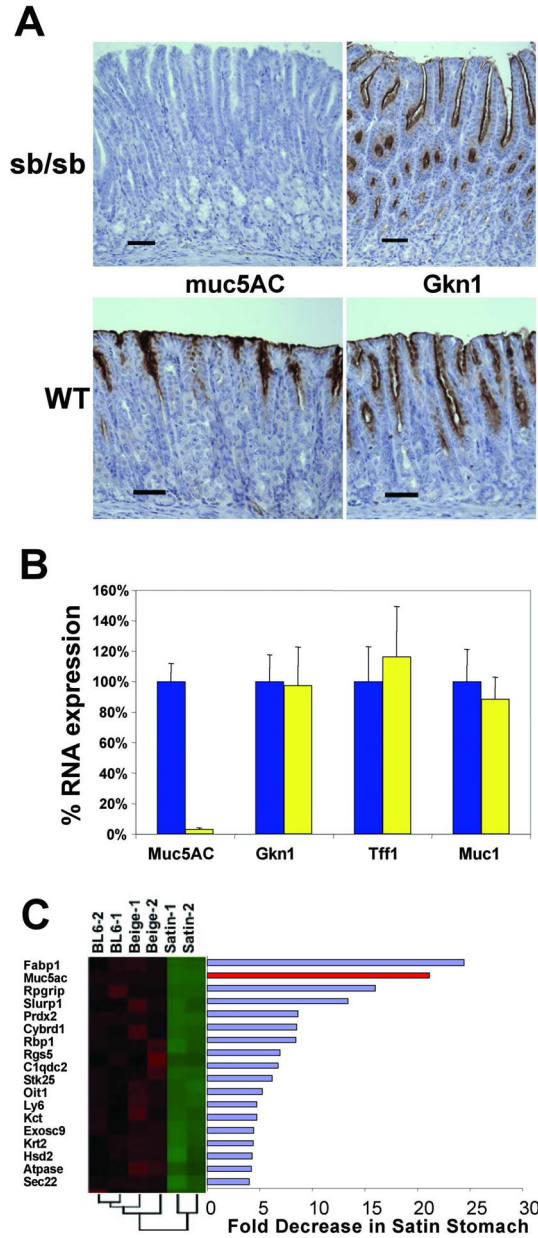 A
sb/sb
muc5AC Gkn1
WT
B
% RNA expression
160%
140%
120%
100%
80%
60%
40%
20%
0%
Muc5AC Gkn1 Tff1 Muc1
C
BL6-2
BL6-1
Beige-1
Beige-2
Satin-1
Satin-2
Fabp1
Muc5ac
Rpgrip
Slurp1
Prdx2
Cybrd1
Rbp1
Rgs5
C1qdc2
Stk25
Oit1
Ly6
Kct
Exosc9
Krt2
Hsd2
Atpase
Sec22
0 5 10 15 20 25 30
Fold Decrease in Satin Stomach